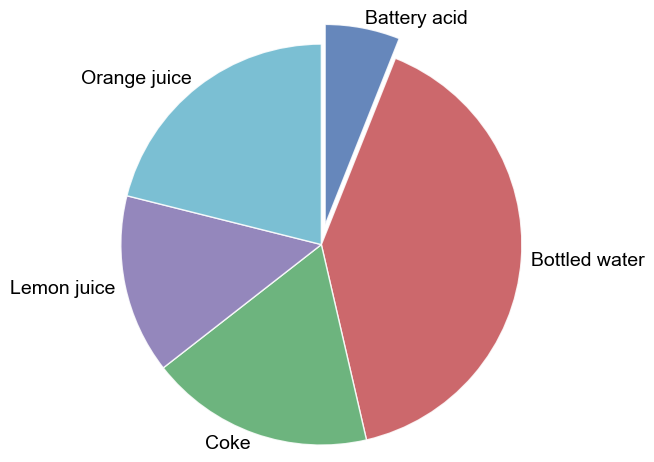 Battery acid
Orange juice
Bottled water
Lemon juice
Coke